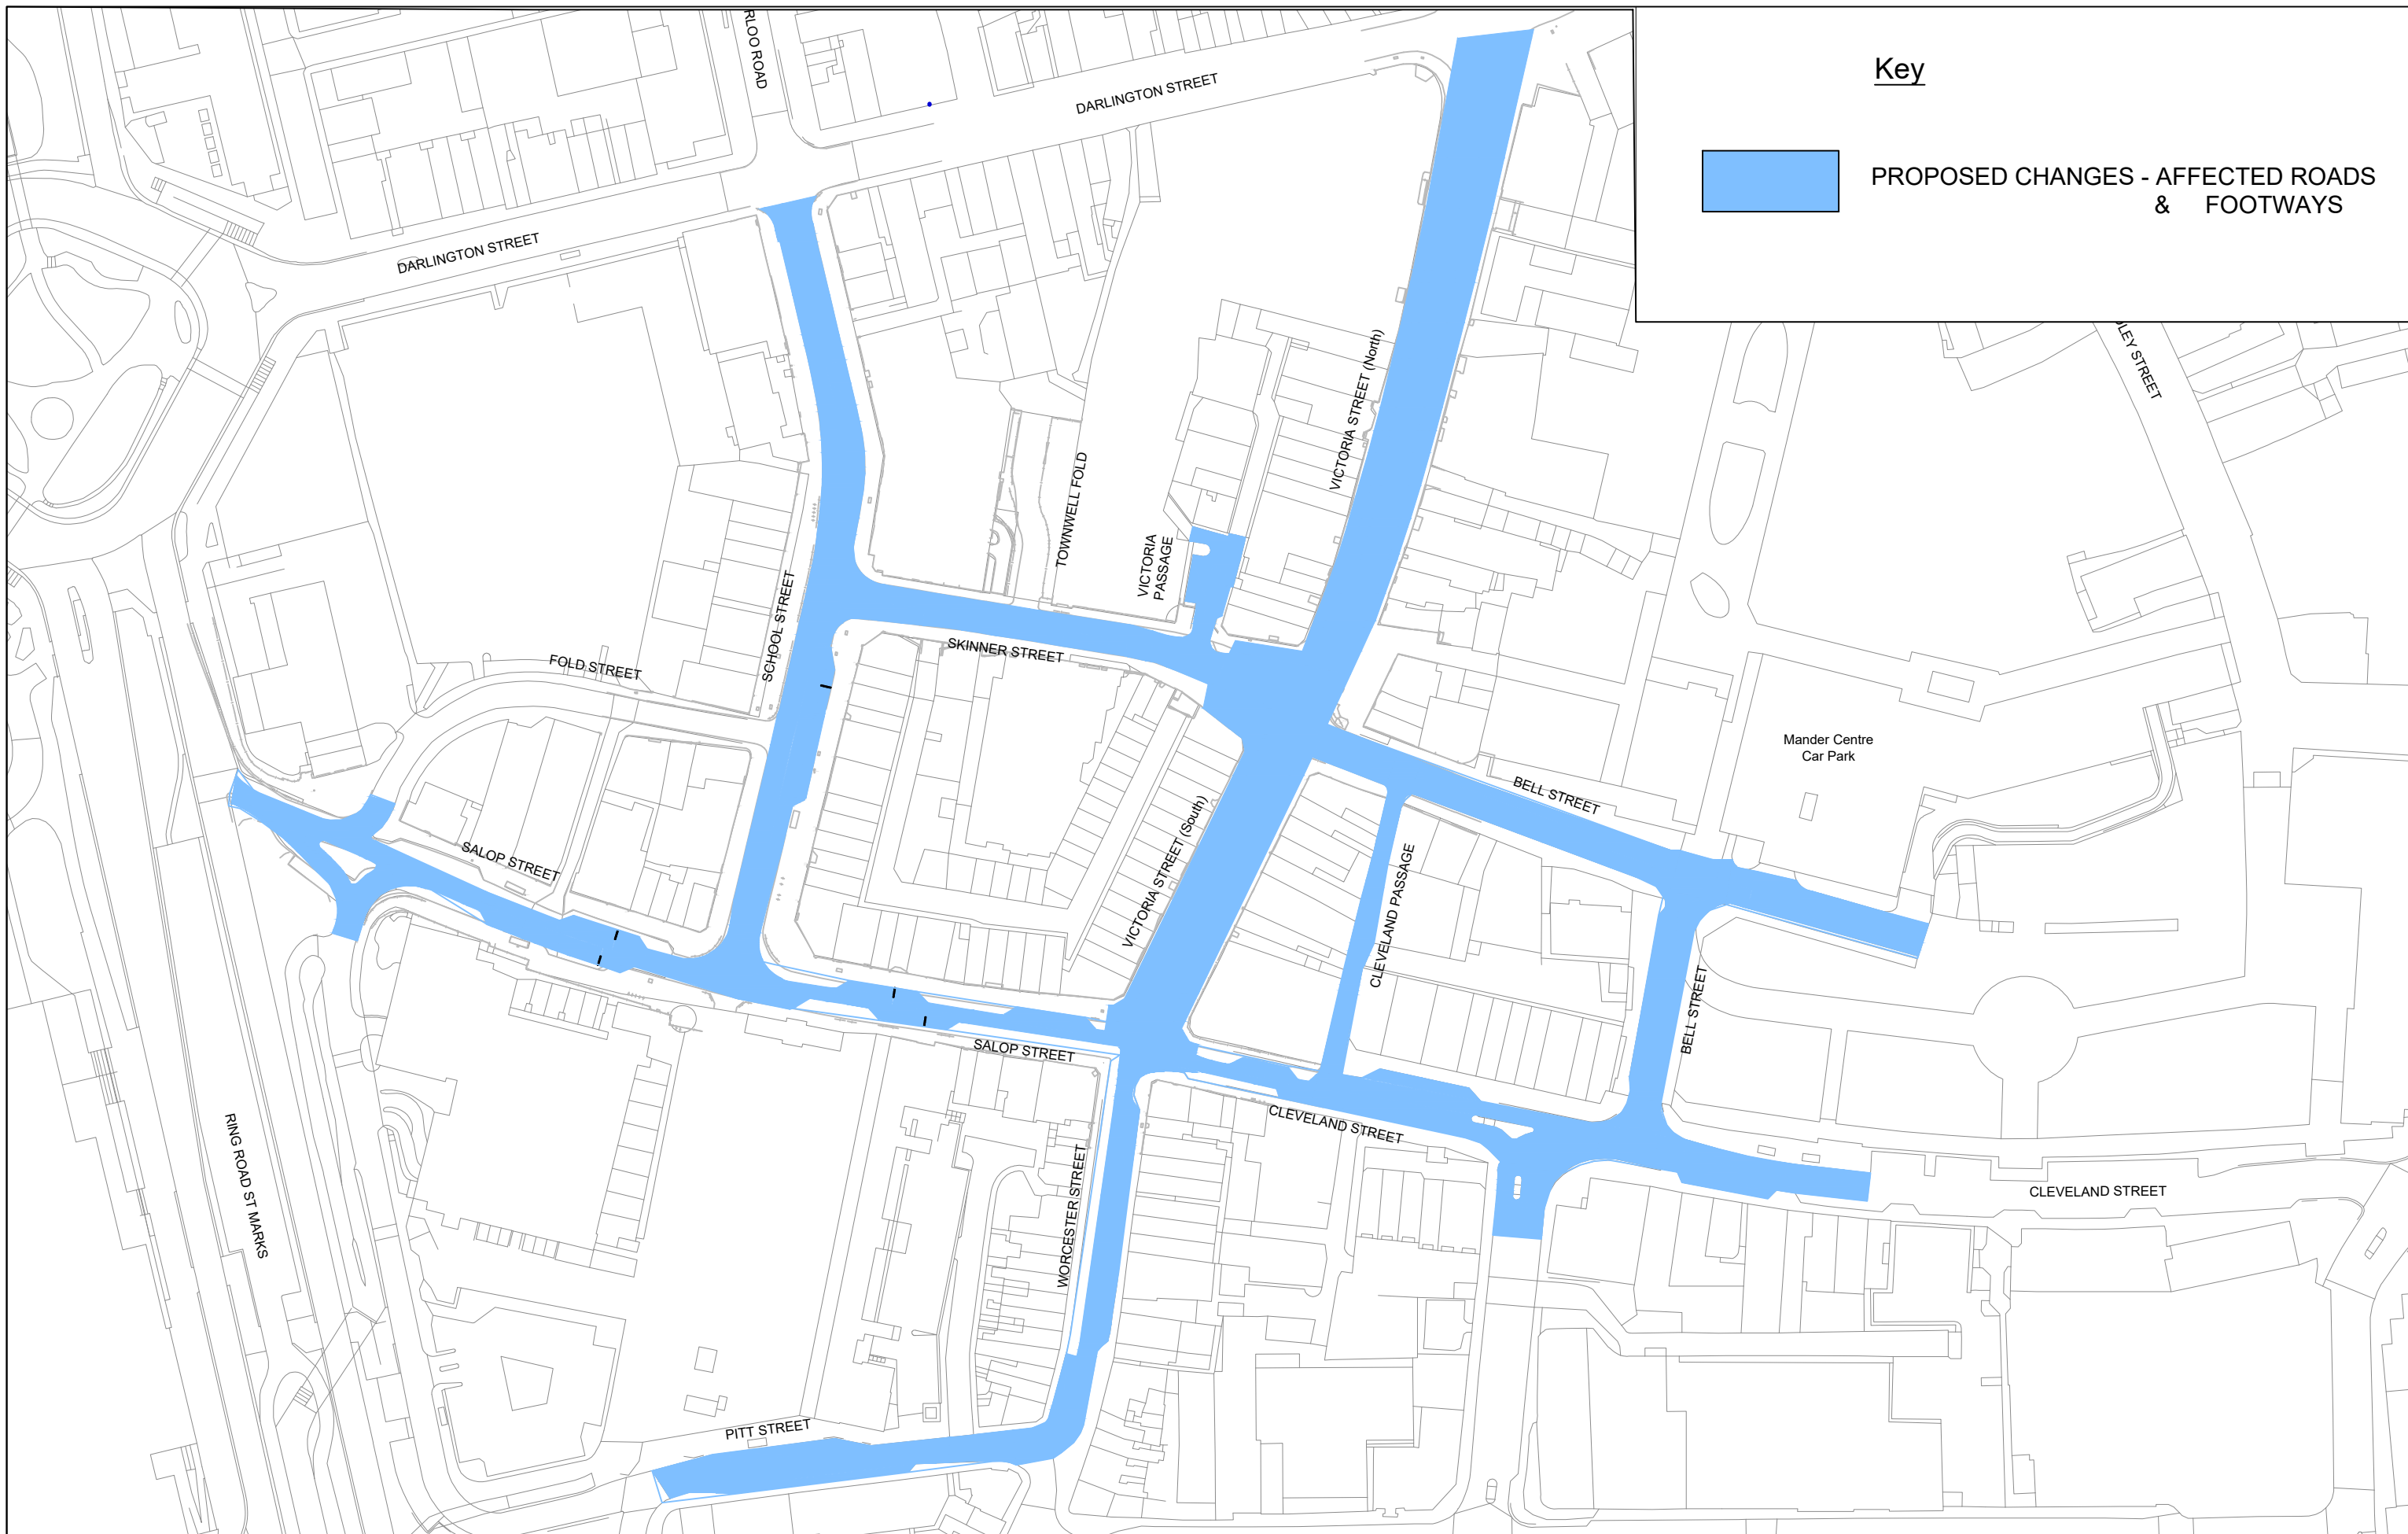 Key
PROPOSED CHANGES - AFFECTED ROADS
& FOOTWAYS
RLOO ROAD
DARLINGTON STREET
DARLINGTON STREET
VICTORIA STREET (North)
LEY STREET
TOWNWELL FOLD
VICTORIA
PASSAGE
SCHOOL STREET
SKINNER STREET
FOLD STREET
Mander Centre
Car Park
BELL STREET
SALOP STREET
VICTORIA STREET (South)
CLEVELAND PASSAGE
BELL STREET
SALOP STREET
CLEVELAND STREET
RING ROAD ST MARKS
WORCESTER STREET
CLEVELAND STREET
PITT STREET